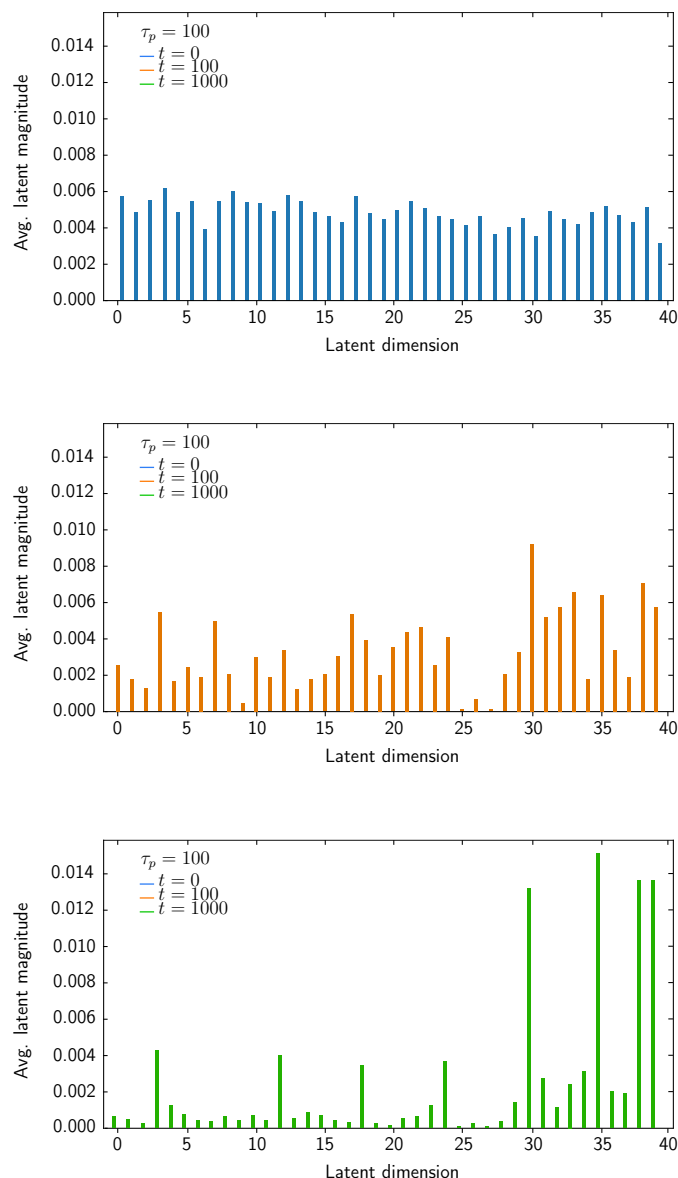 0.014
0.012
0.010
0.008
0.006
0.004
0.002
0.000
Avg. latent magnitude
τp = 100
t = 0
t = 100
t = 1000
0 5 10 15 20 25 30 35 40
Latent dimension
0.014
0.012
0.010
0.008
0.006
0.004
0.002
0.000
Avg. latent magnitude
τp = 100
t = 0
t = 100
t = 1000
0 5 10 15 20 25 30 35 40
Latent dimension
0.014
0.012
0.010
0.008
0.006
0.004
0.002
0.000
Avg. latent magnitude
τp = 100
t = 0
t = 100
t = 1000
0 5 10 15 20 25 30 35 40
Latent dimension